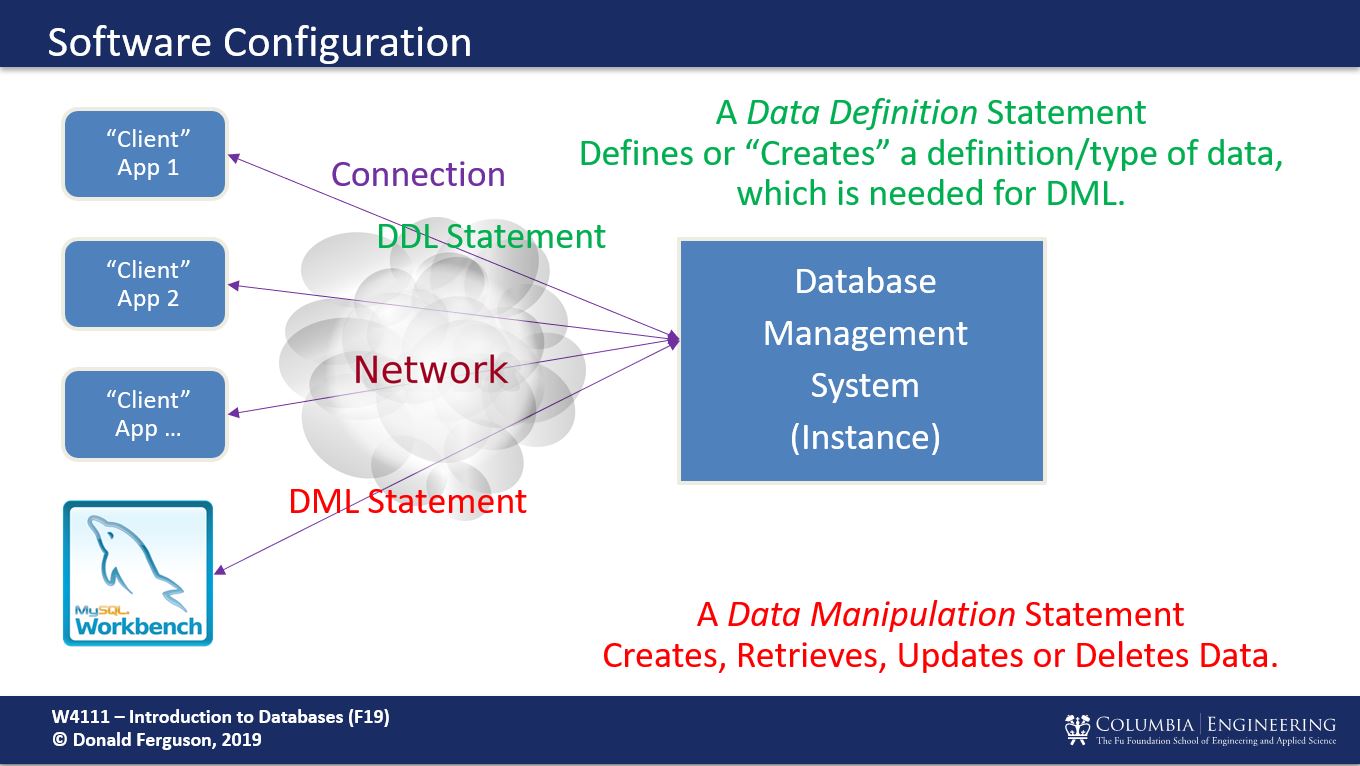 Software Configuration
“Client”
App 1
“Client”
App 2
“Client”
App …
MySQL
Workbench
Connection
DDL Statement
Network
DML Statement
A Data Definition Statement
Defines or “Creates” a definition/type of data,
which is needed for DML.
Database
Management
System
(Instance)
A Data Manipulation Statement
Creates, Retrieves, Updates or Deletes Data.
W4111 – Introduction to Databases (F19)
© Donald Ferguson, 2019
COLUMBIA | ENGINEERING
The Fu Foundation School of Engineering and Applied Science